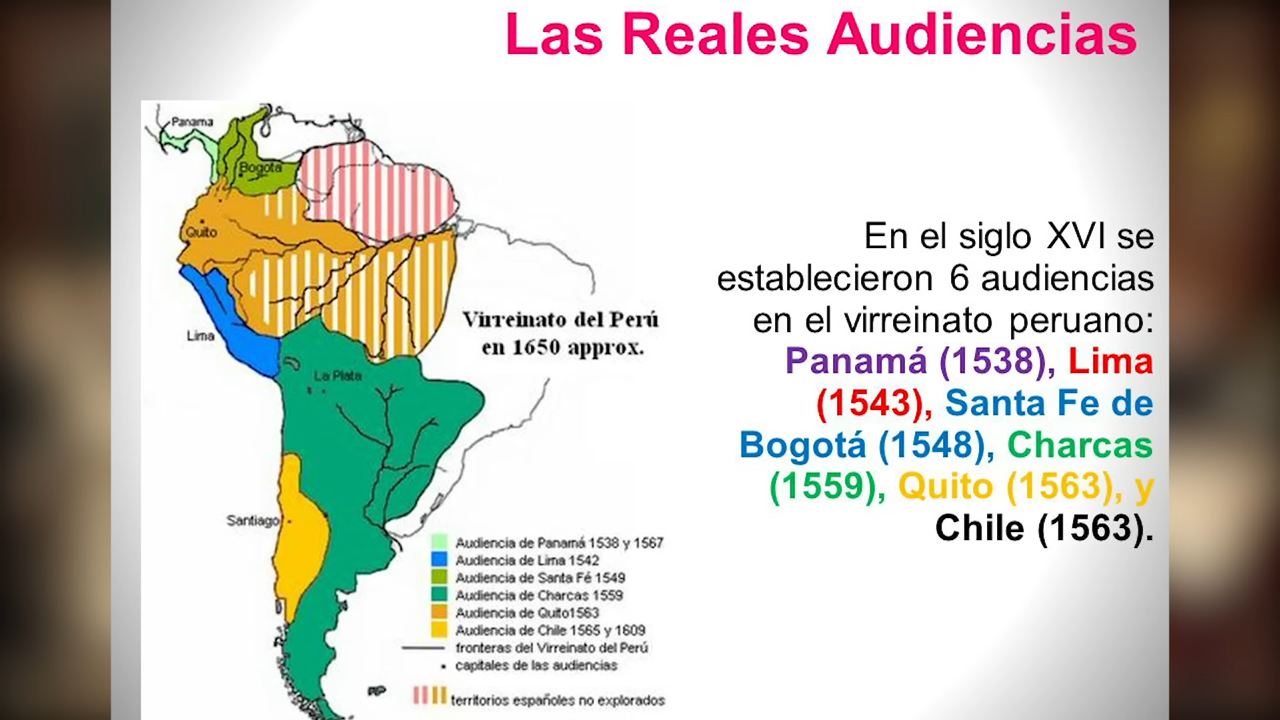 Las Reales Audiencias
Panama
Bogota
Quito
Lima
La Plata
Santiago
Virreinato del Perú
en 1650 approx.
Audiencia de Panamá 1538 y 1567
Audiencia de Lima 1542
Audiencia de Santa Fé 1549
Audiencia de Charcas 1559
Audiencia de Quito1563
Audiencia de Chile 1565 y 1609
fronteras del Virreinato del Perú
capitales de las audiencias
territorios españoles no explorados
En el siglo XVI se
establecieron 6 audiencias
en el virreinato peruano:
Panamá (1538), Lima
(1543), Santa Fe de
Bogotá (1548), Charcas
(1559), Quito (1563), y
Chile (1563).